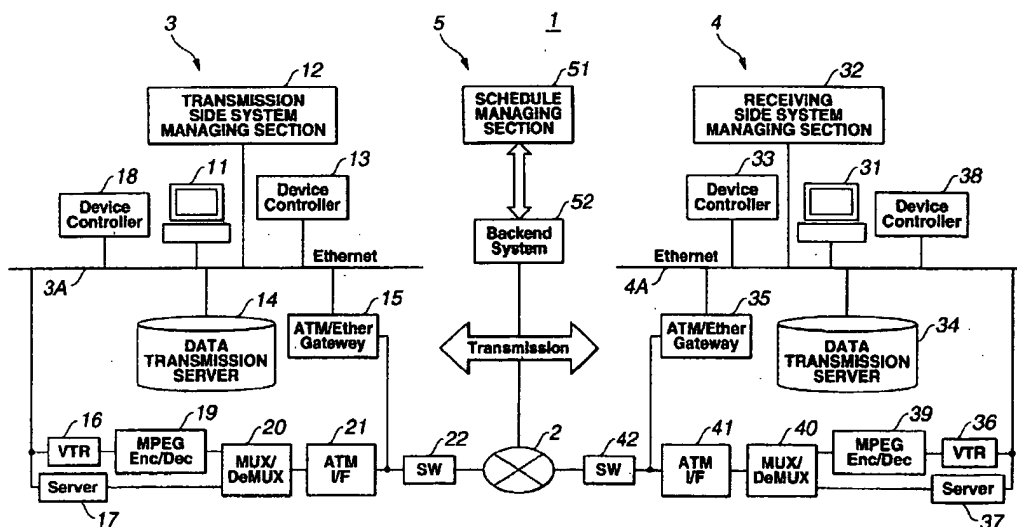 3
5
1
4
12
51
32
TRANSMISSION
SIDE SYSTEM
MANAGING SECTION
SCHEDULE
MANAGING
SECTION
RECEIVING
SIDE SYSTEM
MANAGING SECTION
18
11
13
33
31
38
Device
Controller
Device
Controller
52
Backend
System
Device
Controller
Device
Controller
Ethernet
Ethernet
3A
4A
14
15
35
34
DATA
TRANSMISSION
SERVER
ATM/Ether
Gateway
Transmission
ATM/Ether
Gateway
DATA
TRANSMISSION
SERVER
16
19
20
21
22
2
42
41
40
39
36
VTR
MPEG
Enc/Dec
MUX/
DeMUX
ATM
I/F
SW
SW
ATM
I/F
MUX/
DeMUX
MPEG
Enc/Dec
VTR
Server
Server
17
37